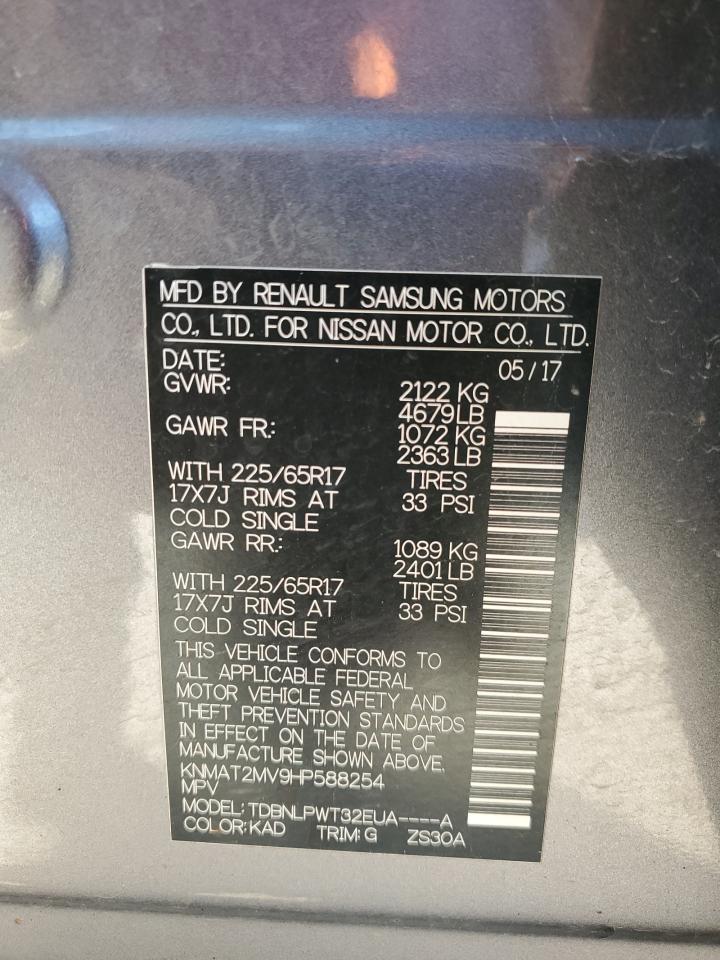 MFD BY RENAULT SAMSUNG MOTORS
CO., LTD. FOR NISSAN MOTOR CO., LTD.
DATE: 05/17
GVWR: 2122 KG
4679 LB
GAWR FR.: 1072 KG
2363 LB
WITH 225/65R17 TIRES
17X7J RIMS AT 33 PSI
COLD SINGLE
GAWR RR.: 1089 KG
2401 LB
WITH 225/65R17 TIRES
17X7J RIMS AT 33 PSI
COLD SINGLE
THIS VEHICLE CONFORMS TO
ALL APPLICABLE FEDERAL
MOTOR VEHICLE SAFETY AND
THEFT PREVENTION STANDARDS
IN EFFECT ON THE DATE OF
MANUFACTURE SHOWN ABOVE.
KNMAT2MV9HP588254
MPV
MODEL: TDBNLPWT32EUA----A
COLOR: KAD TRIM: G ZS30A